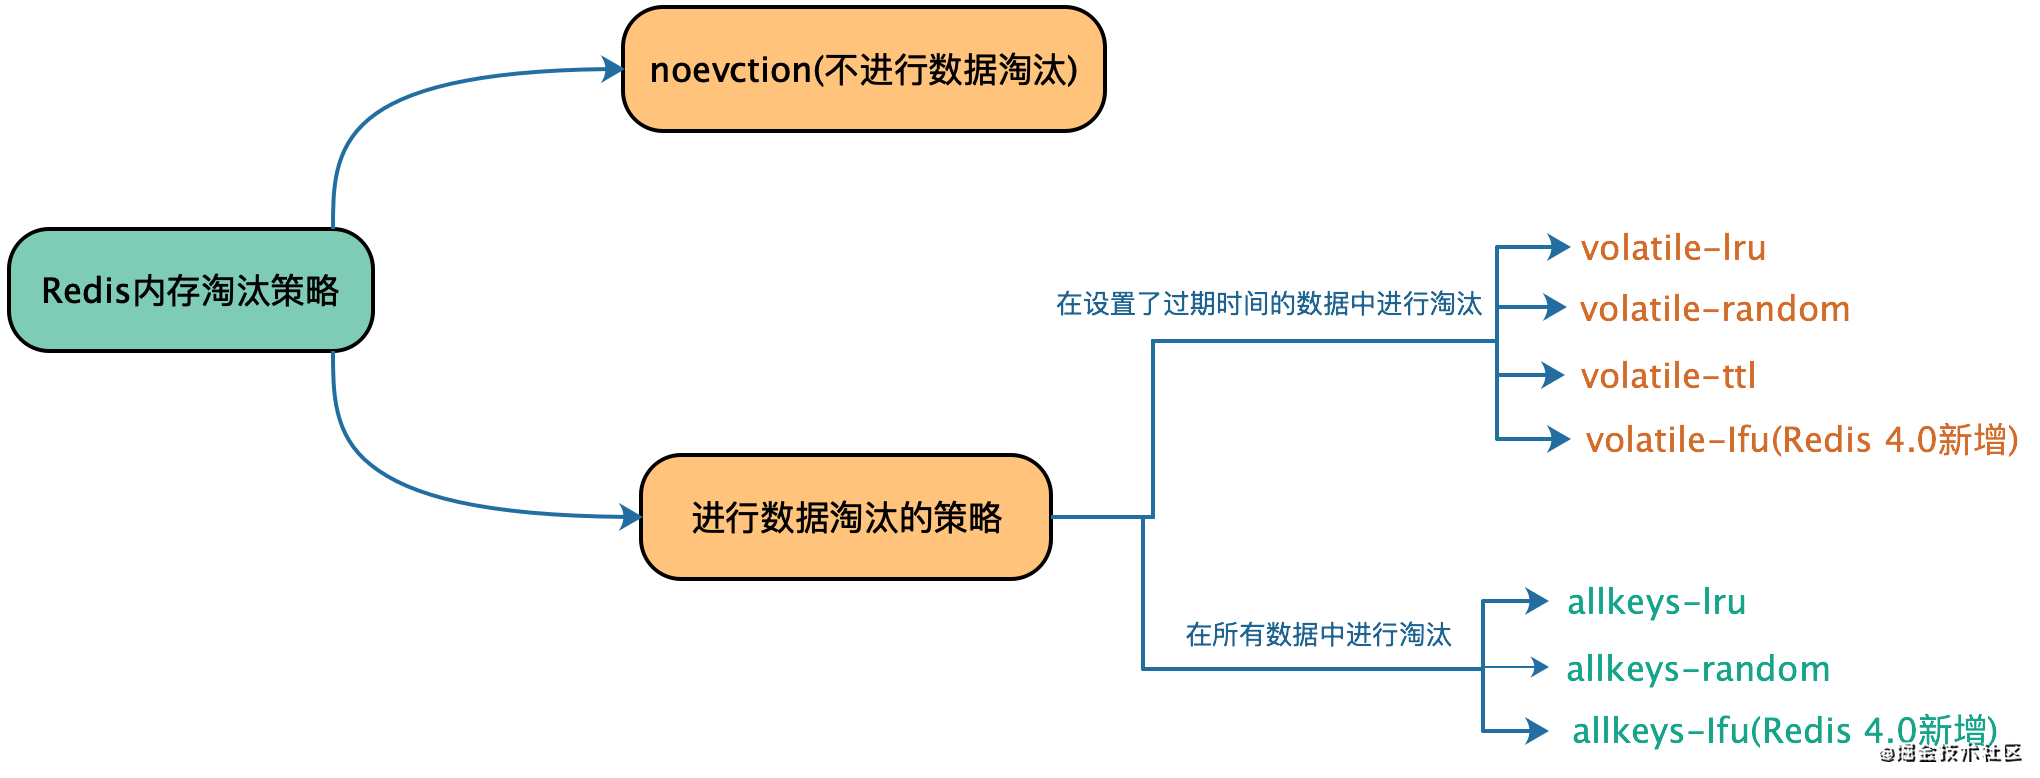 noevction(不进行数据淘汰)
Redis内存淘汰策略
在设置了过期时间的数据中进行淘汰
volatile-lru
volatile-random
volatile-ttl
volatile-lfu(Redis 4.0新增)
进行数据淘汰的策略
在所有数据中进行淘汰
allkeys-lru
allkeys-random
allkeys-lfu(Redis 4.0新增)
@掘金技术社区